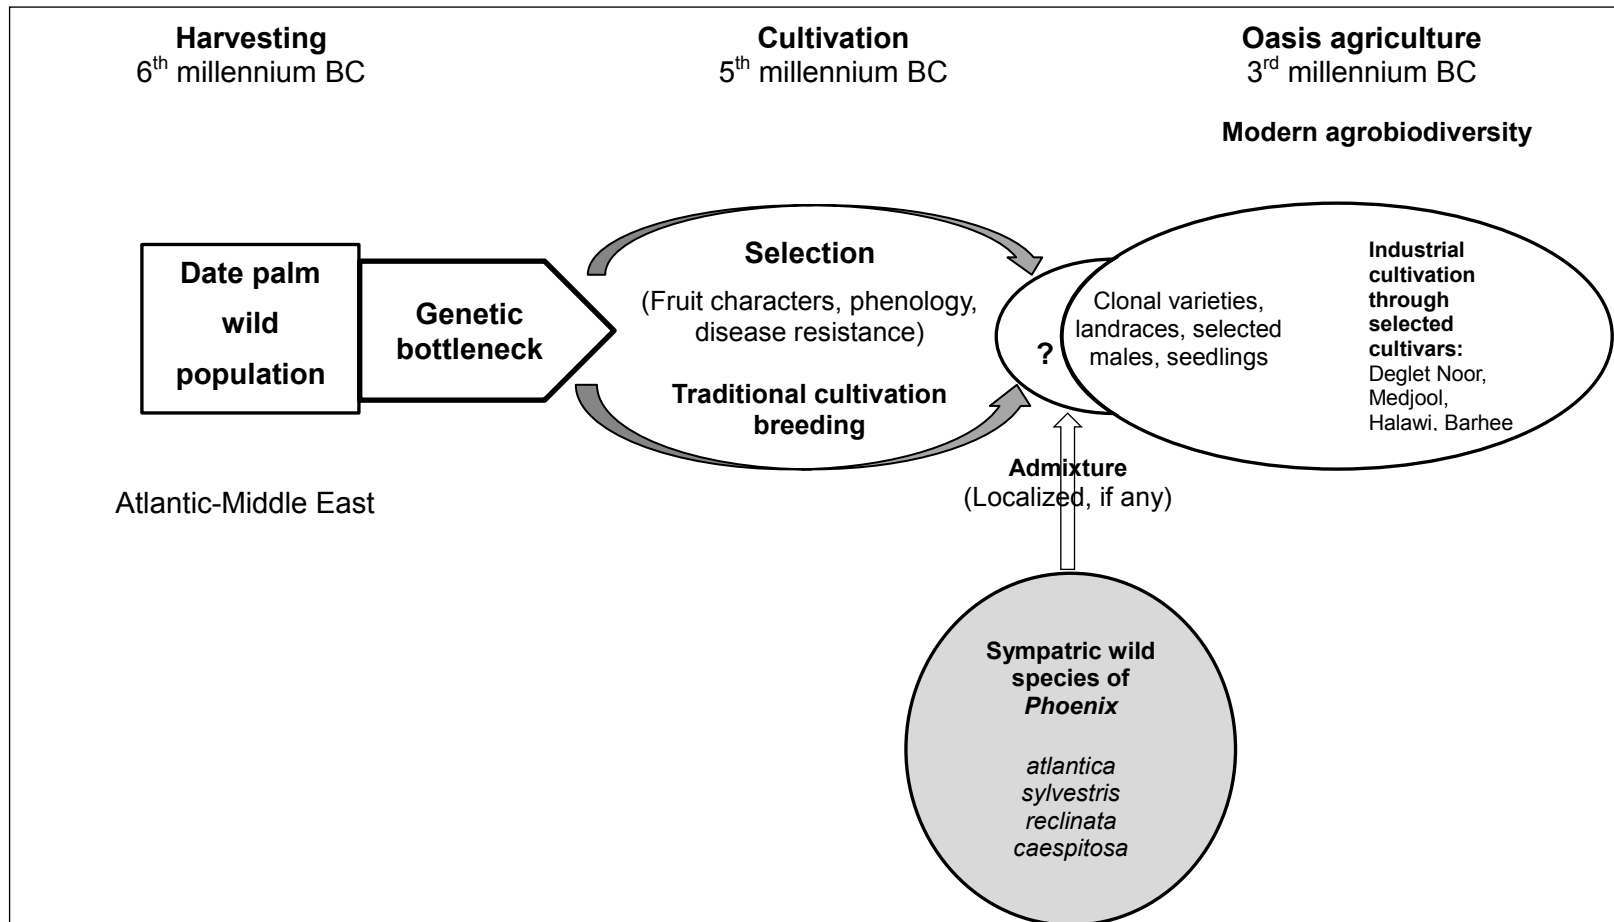 Harvesting
6th millennium BC
Cultivation
5th millennium BC
Oasis agriculture
3rd millennium BC
Modern agrobiodiversity
Date palm
wild
population
Genetic
bottleneck
Selection
(Fruit characters, phenology,
disease resistance)
Traditional cultivation
breeding
?
Clonal varieties,
landraces, selected
males, seedlings
Industrial
cultivation
through
selected
cultivars:
Deglet Noor,
Medjool,
Halawi, Barhee
Atlantic-Middle East
Admixture
(Localized, if any)
Sympatric wild
species of
Phoenix
atlantica
sylvestris
reclinata
caespitosa